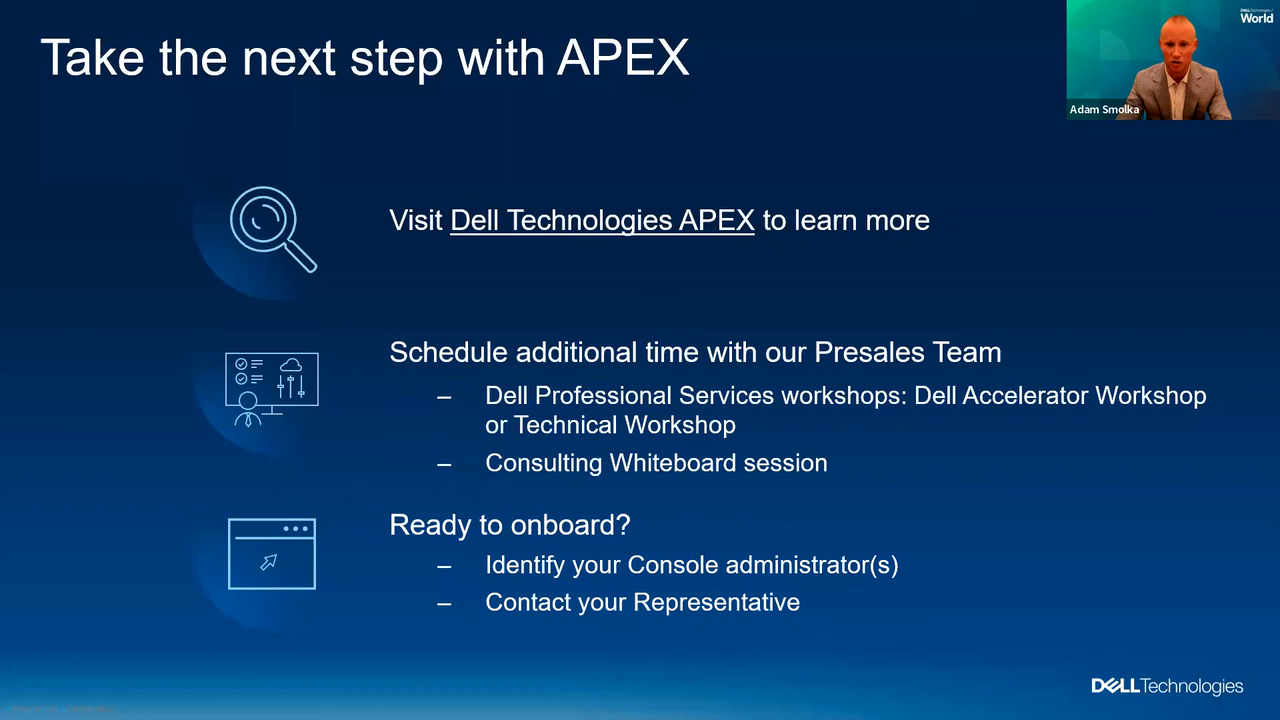 Take the next step with APEX
DELLTechnologies
World
Adam Smolka
Visit Dell Technologies APEX to learn more
Schedule additional time with our Presales Team
– Dell Professional Services workshops: Dell Accelerator Workshop
or Technical Workshop
– Consulting Whiteboard session
Ready to onboard?
– Identify your Console administrator(s)
– Contact your Representative
DELLTechnologies